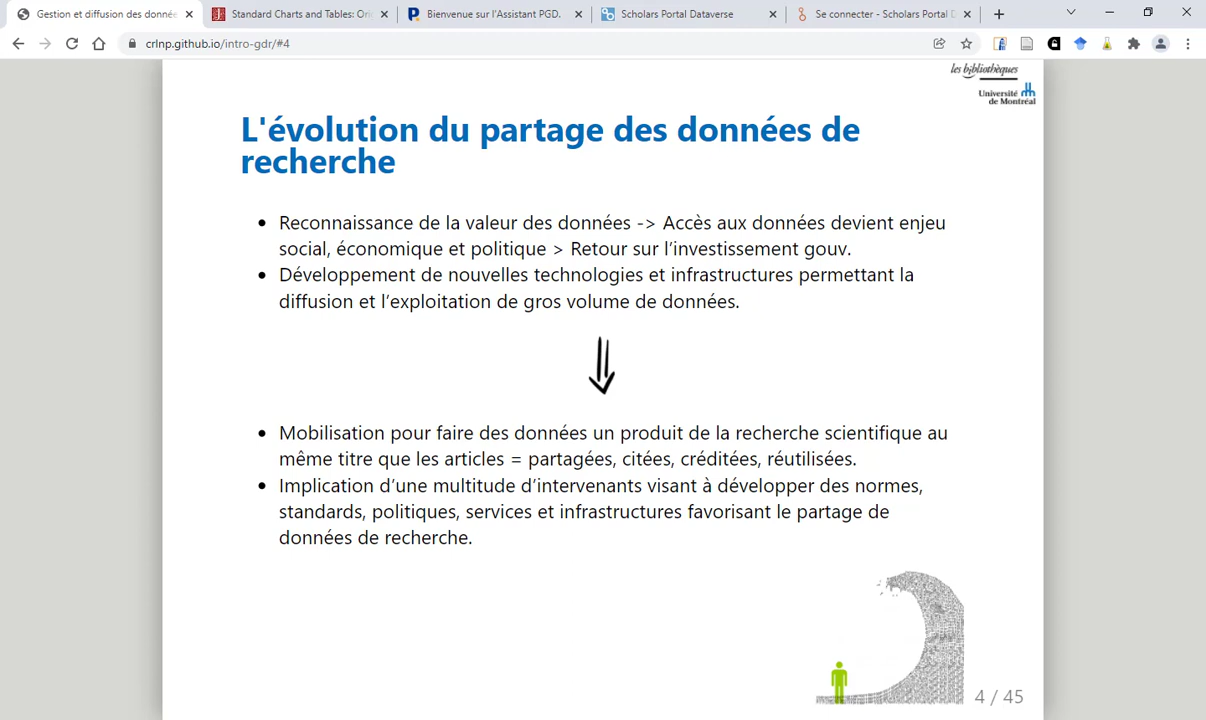 Gestion et diffusion des donnée
Standard Charts and Tables: Ori
Bienvenue sur l'Assistant PGD.
Scholars Portal Dataverse
Se connecter - Scholars Portal D
crlnp.github.io/intro-gdr/#4
les bibliothèques
Université
de Montréal
L'évolution du partage des données de
recherche
Reconnaissance de la valeur des données -> Accès aux données devient enjeu
social, économique et politique > Retour sur l’investissement gouv.
Développement de nouvelles technologies et infrastructures permettant la
diffusion et l’exploitation de gros volume de données.
Mobilisation pour faire des données un produit de la recherche scientifique au
même titre que les articles = partagées, citées, créditées, réutilisées.
Implication d’une multitude d’intervenants visant à développer des normes,
standards, politiques, services et infrastructures favorisant le partage de
données de recherche.
4 / 45